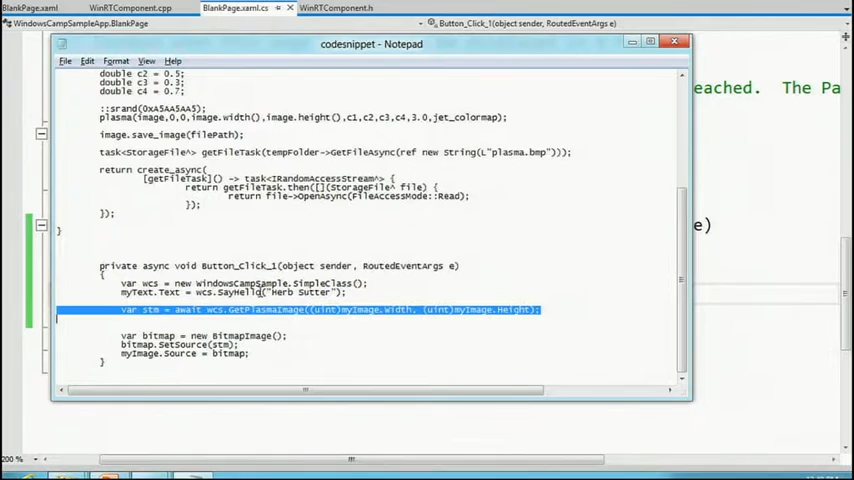 BlankPage.xaml WinRTComponent.cpp BlankPage.xaml.cs WinRTComponent.h
WindowsCampSampleApp.BlankPage Button_Click_1(object sender, RoutedEventArgs e)
codesnippet - Notepad
File Edit Format View Help
double c2 = 0.5;
double c3 = 0.3;
double c4 = 0.7;
eached. The Pa
::srand(0xA5AA5AA5);
plasma(image,0,0,image.width(),image.height(),c1,c2,c3,c4,3.0,jet_colormap);
image.save_image(filePath);
task<StorageFile^> getFileTask(tempFolder->GetFileAsync(ref new String(L"plasma.bmp")));
return create_async(
[getFileTask]() -> task<IRandomAccessStream^> {
return getFileTask.then([](StorageFile^ file) {
return file->OpenAsync(FileAccessMode::Read);
});
});
e)
}
private async void Button_Click_1(object sender, RoutedEventArgs e)
{
var wcs = new WindowsCampSample.SimpleClass();
myText.Text = wcs.SayHello("Herb Sutter");
var stm = await wcs.GetPlasmaImage((uint)myImage.Width, (uint)myImage.Height);
var bitmap = new BitmapImage();
bitmap.SetSource(stm);
myImage.Source = bitmap;
}
200 %